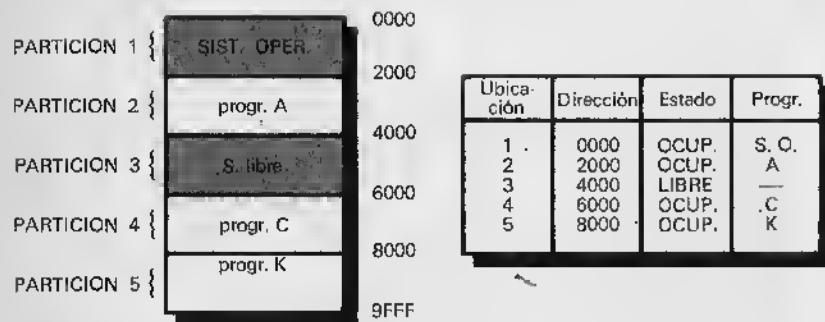 0000
PARTICION 1 { SIST. OPER.
2000
PARTICION 2 { progr. A
4000
PARTICION 3 { S. libre
6000
PARTICION 4 { progr. C
8000
progr. K
PARTICION 5 {
9FFF
Ubica-
ción Dirección Estado Progr.
1 0000 OCUP. S. O.
2 2000 OCUP. A
3 4000 LIBRE —
4 6000 OCUP. C
5 8000 OCUP. K